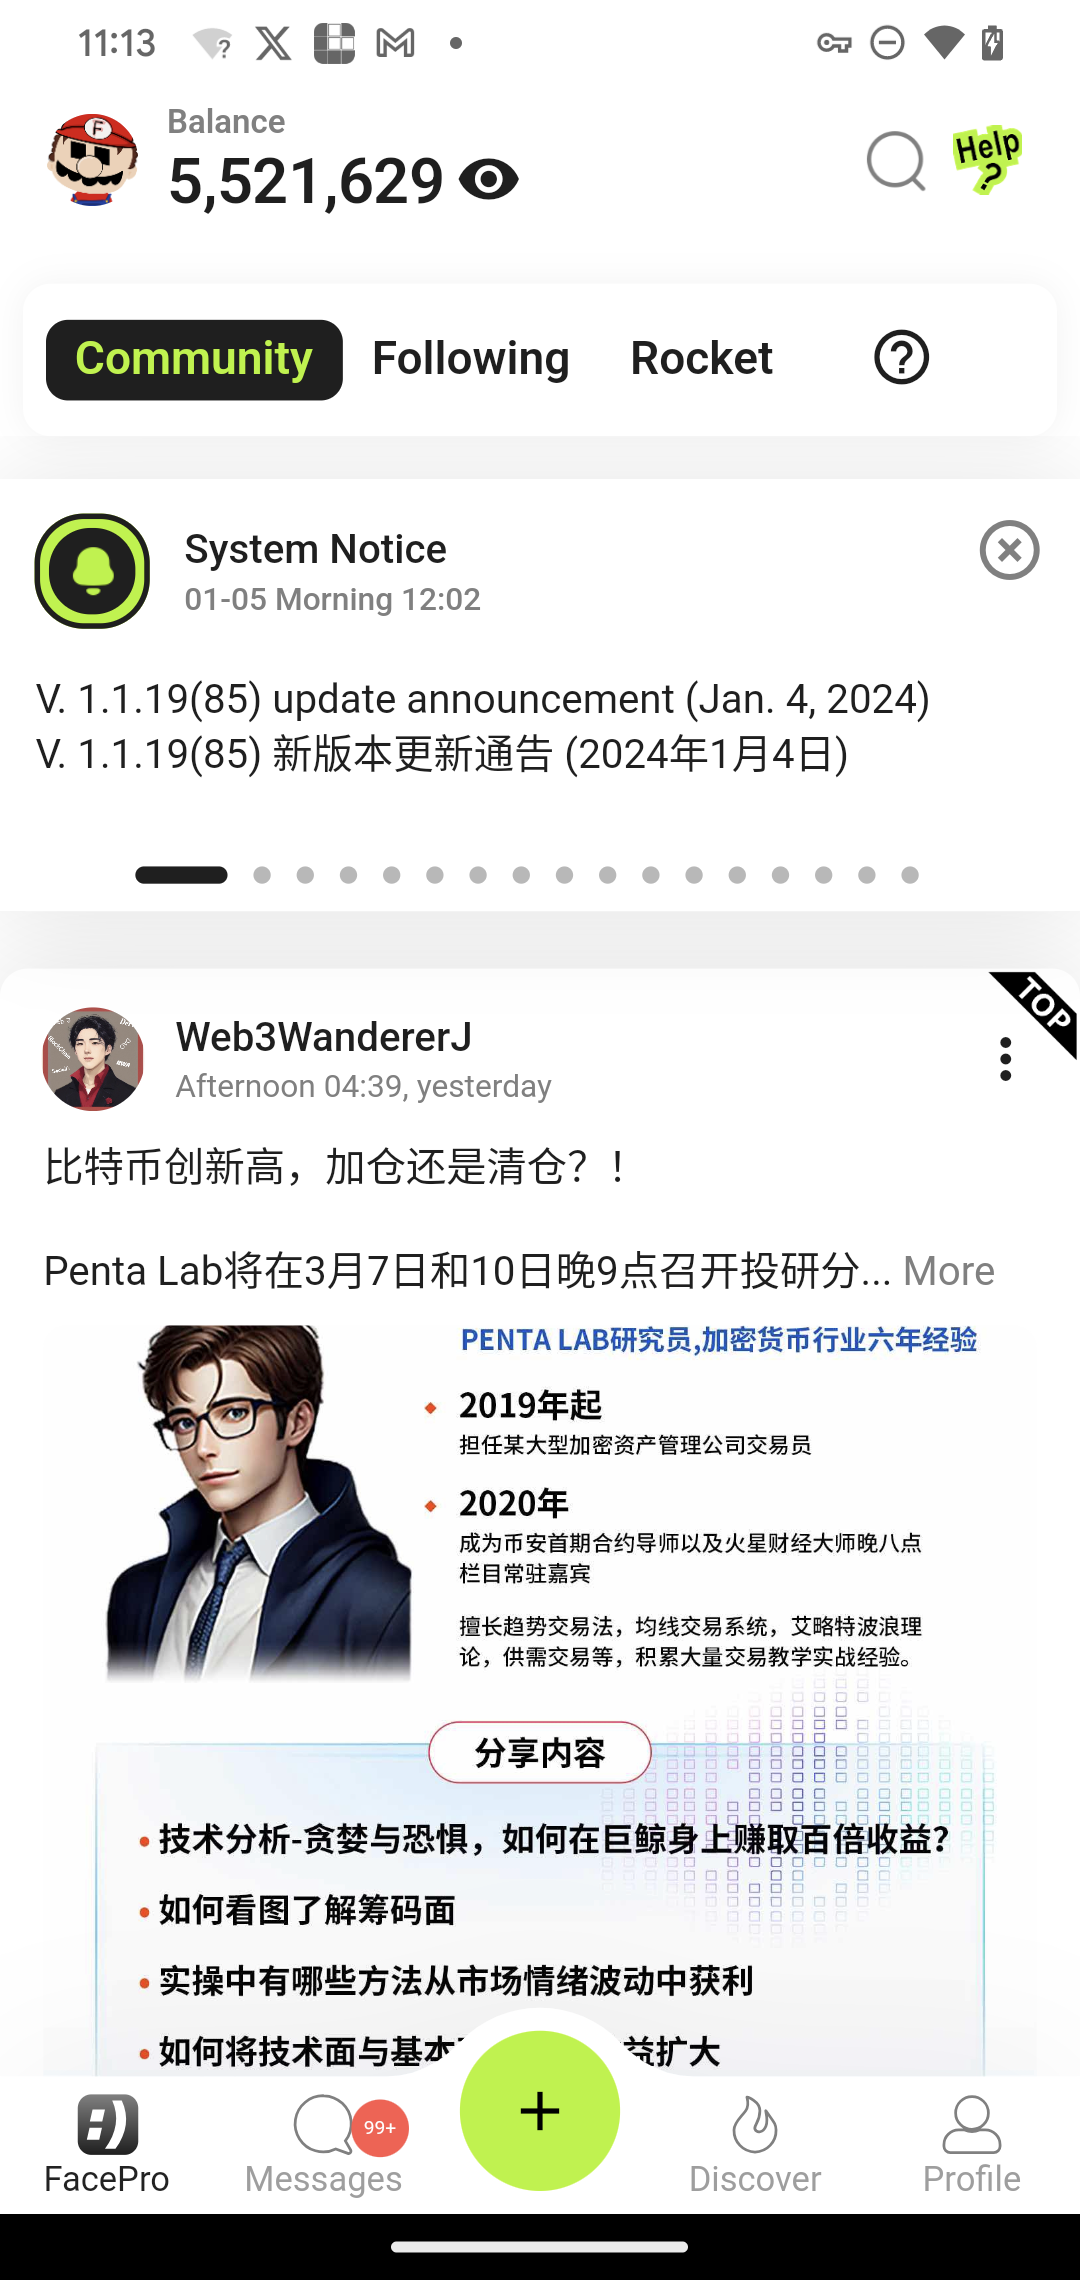 11:13
Balance
5,521,629
Help
?
Community Following Rocket
System Notice
01-05 Morning 12:02
V. 1.1.19(85) update announcement (Jan. 4, 2024)
V. 1.1.19(85) 新版本更新通告 (2024年1月4日)
TOP
Web3WandererJ
Afternoon 04:39, yesterday
比特币创新高，加仓还是清仓？！
Penta Lab将在3月7日和10日晚9点召开投研分... More
PENTA LAB研究员,加密货币行业六年经验
2019年起
担任某大型加密资产管理公司交易员
2020年
成为币安首期合约导师以及火星财经大师晚八点
栏目常驻嘉宾
擅长趋势交易法，均线交易系统，艾略特波浪理
论，供需交易等，积累大量交易教学实战经验。
分享内容
技术分析-贪婪与恐惧，如何在巨鲸身上赚取百倍收益？
如何看图了解筹码面
实操中有哪些方法从市场情绪波动中获利
如何将技术面与基本 益扩大
99+
FacePro Messages Discover Profile